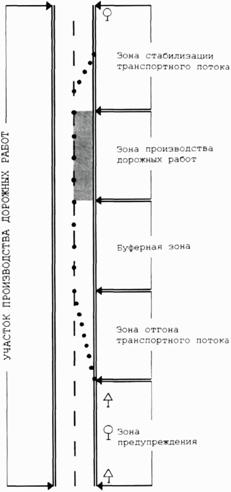 УЧАСТОК ПРОИЗВОДСТВА ДОРОЖНЫХ РАБОТ
Зона стабилизации
транспортного потока
Зона производства
дорожных работ
Буферная зона
Зона отгона
транспортного потока
Зона
предупреждения